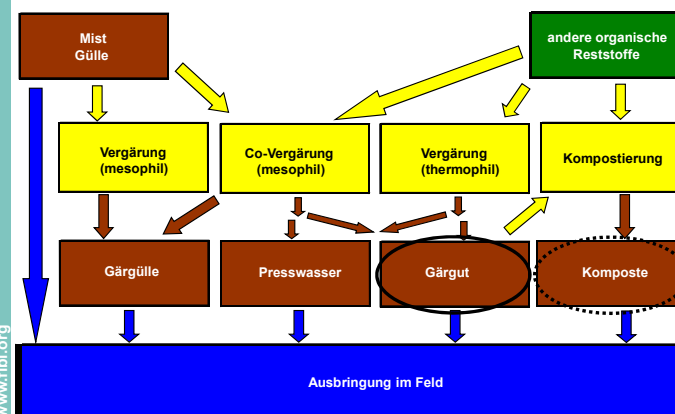 Mist
Gülle
andere organische
Reststoffe
Vergärung
(mesophil)
Co-Vergärung
(mesophil)
Vergärung
(thermophil)
Kompostierung
Gärgülle
Presswasser
Gärgut
Komposte
Ausbringung im Feld
www.fibl.org